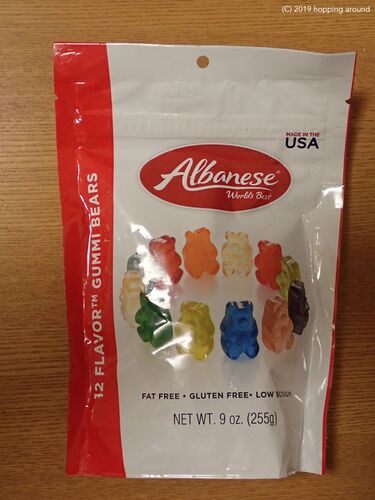 (C) 2019 hopping around
MADE IN THE
USA
Albanese®
World's Best
12 FLAVOR™ GUMMI BEARS
FAT FREE • GLUTEN FREE • LOW SODIUM
NET WT. 9 oz. (255g)